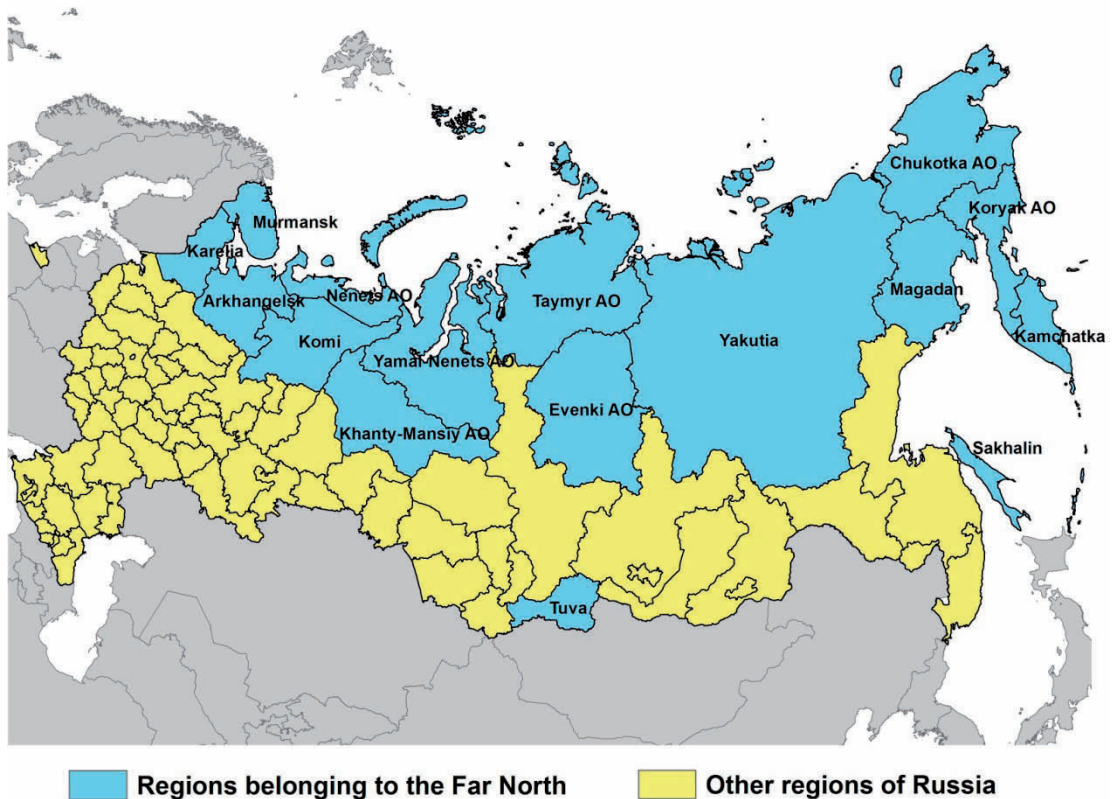 Chukotka AO
Koryak AO
Murmansk
Karelia
Magadan
Arkhangelsk
Nenets AO
Taymyr AO
Kamchatka
Komi
Yakutia
Yamal-Nenets AO
Evenki AO
Khanty-Mansiy AO
Sakhalin
Tuva
Regions belonging to the Far North
Other regions of Russia